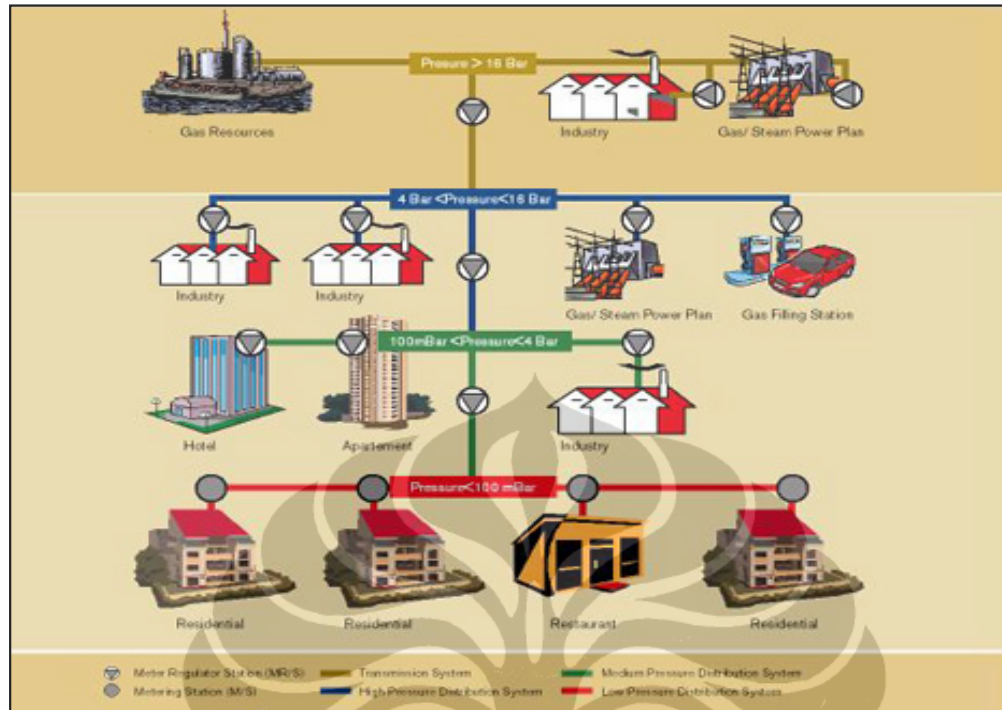 Presure > 16 Bar
Gas Resources
Industry
Gas/ Steam Power Plan
4 Bar <Pressure<16 Bar
Industry
Industry
Gas/ Steam Power Plan
Gas Filling Station
100mBar <Pressure<4 Bar
Hotel
Apartement
Industry
Pressure<100 mBar
Residential
Residential
Restaurant
Residential
Meter Regulator Station (MR/S)
Transmission System
Medium Pressure Distribution System
Metering Station (M/S)
High Pressure Distribution System
Low Pressure Distribution System